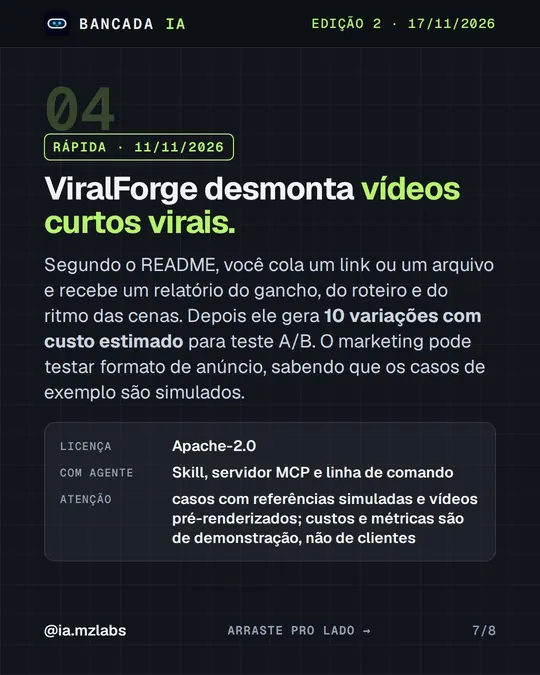 BANCADA IA
EDIÇÃO 2 · 17/11/2026
04
RÁPIDA · 11/11/2026
ViralForge desmonta vídeos
curtos virais.
Segundo o README, você cola um link ou um arquivo
e recebe um relatório do gancho, do roteiro e do
ritmo das cenas. Depois ele gera 10 variações com
custo estimado para teste A/B. O marketing pode
testar formato de anúncio, sabendo que os casos de
exemplo são simulados.
LICENÇA Apache-2.0
COM AGENTE Skill, servidor MCP e linha de comando
ATENÇÃO casos com referências simuladas e vídeos
pré-renderizados; custos e métricas são
de demonstração, não de clientes
@ia.mzlabs
ARRASTE PRO LADO →
7/8